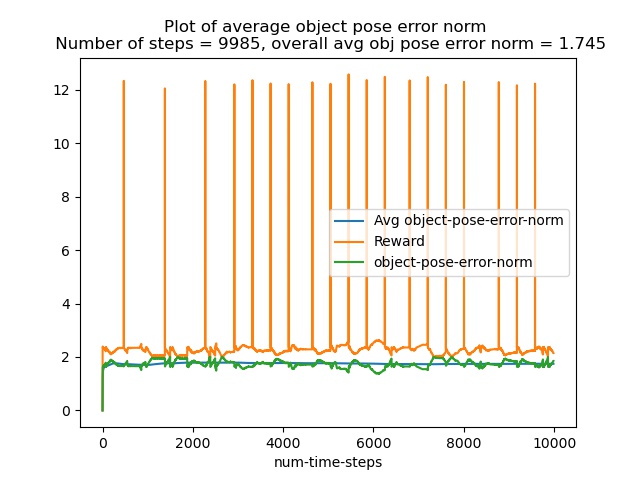 Plot of average object pose error norm
Number of steps = 9985, overall avg obj pose error norm = 1.745
12
10
8
6
4
2
0
Avg object-pose-error-norm
Reward
object-pose-error-norm
0 2000 4000 6000 8000 10000
num-time-steps